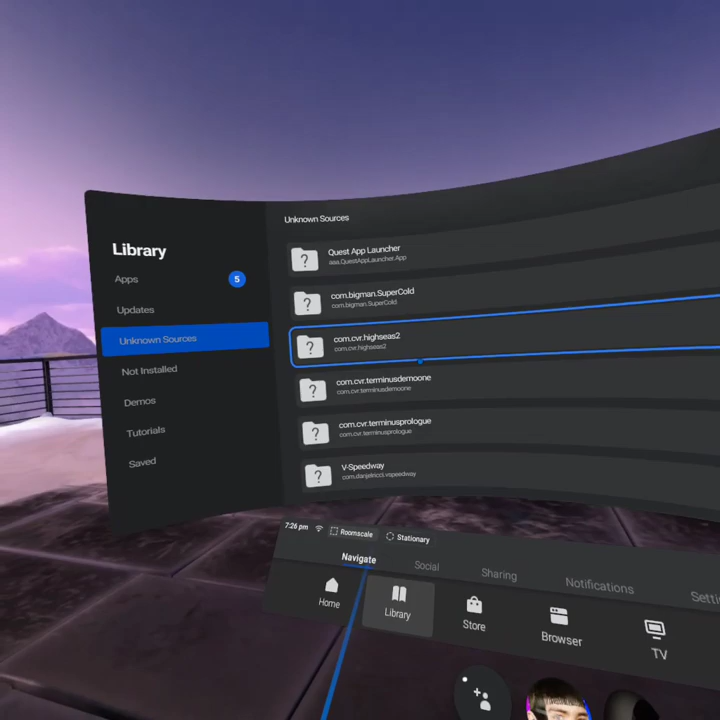 Library
Apps
5
Updates
Unknown Sources
Not Installed
Demos
Tutorials
Saved
Unknown Sources
Quest App Launcher
aaa.QuestAppLauncher.App
com.bigman.SuperCold
com.bigman.SuperCold
com.cvr.highseas2
com.cvr.highseas2
com.cvr.terminusdemoone
com.cvr.terminusdemoone
com.cvr.terminusprologue
com.cvr.terminusprologue
V-Speedway
7:26 pm
Roomscale
Stationary
Navigate
Social
Sharing
Notifications
Home
Library
Store
Browser
TV